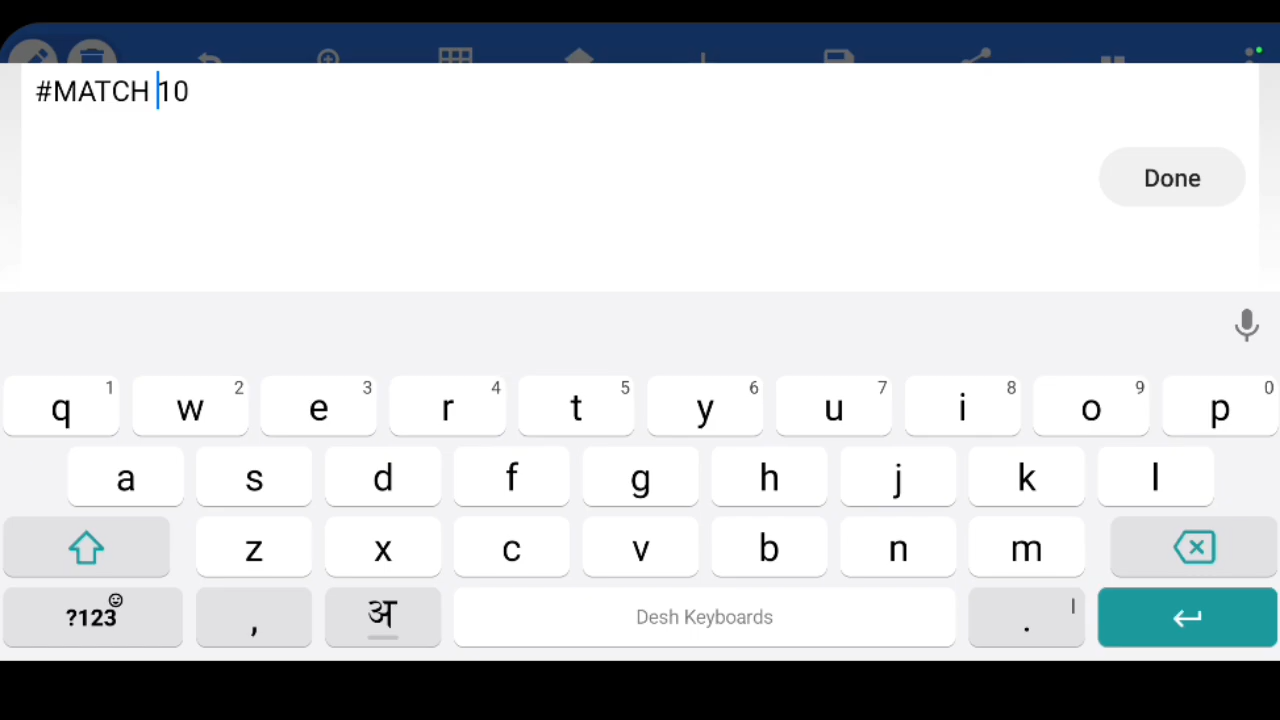 #MATCH 10
Done
q 1 w 2 e 3 r 4 t 5 y 6 u 7 i 8 o 9 p 0
a s d f g h j k l
z x c v b n m
?123 , अ Desh Keyboards . |